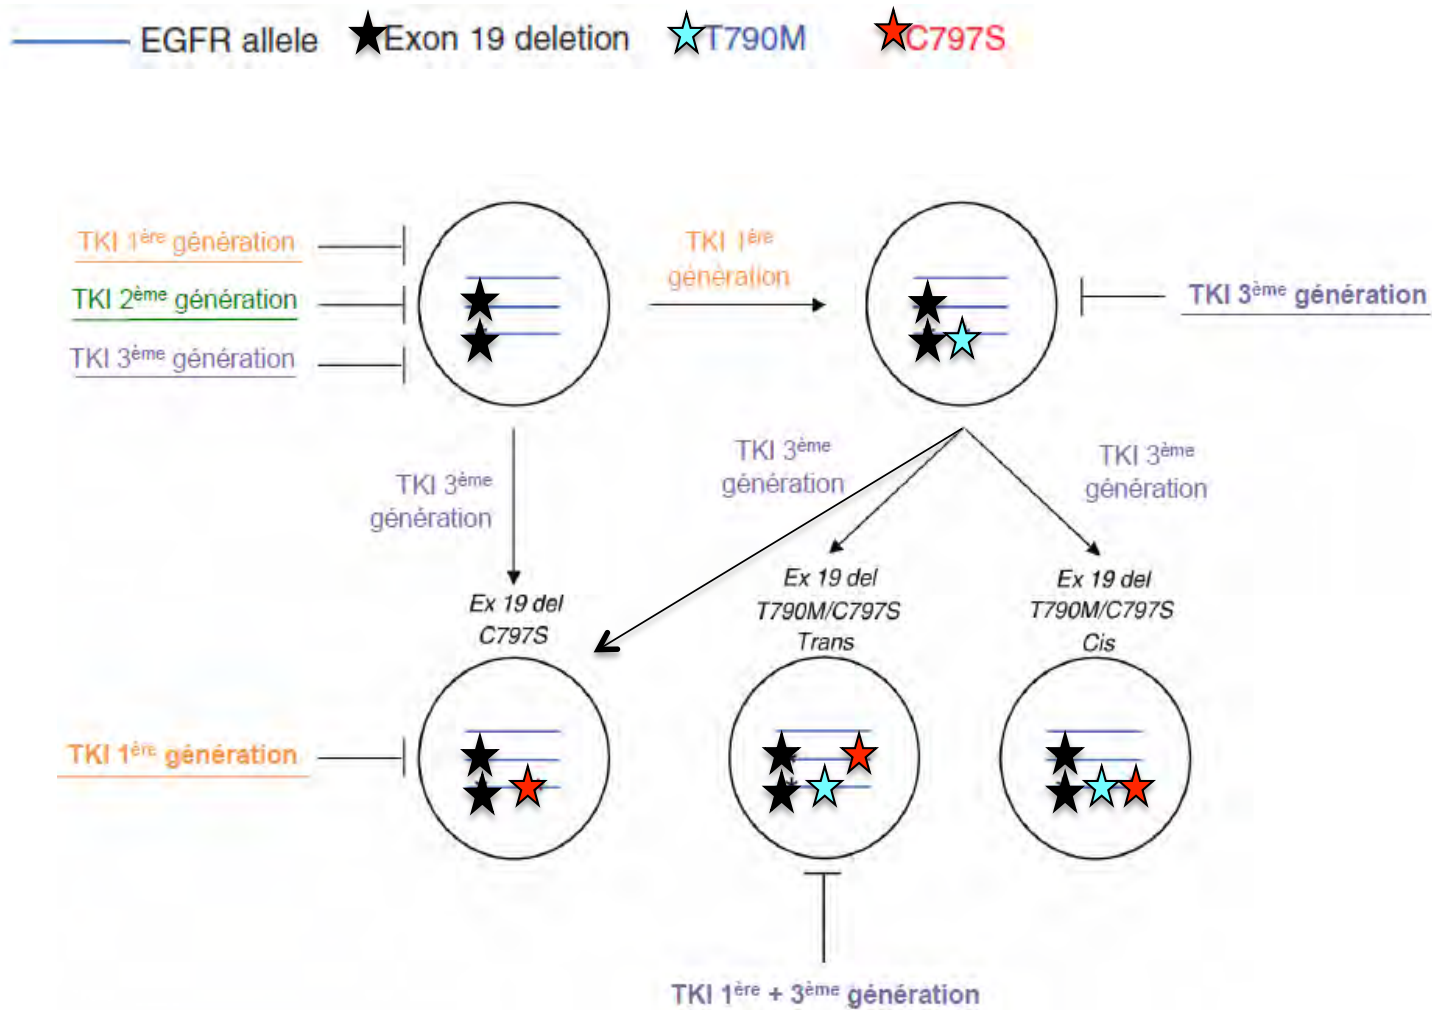 EGFR allele Exon 19 deletion T790M C797S
TKI 1ère génération
TKI 2ème génération
TKI 3ème génération
TKI 1ère
génération
TKI 3ème génération
TKI 3ème
génération
TKI 3ème
génération
TKI 3ème
génération
Ex 19 del
C797S
Ex 19 del
T790M/C797S
Trans
Ex 19 del
T790M/C797S
Cis
TKI 1ère génération
TKI 1ère + 3ème génération